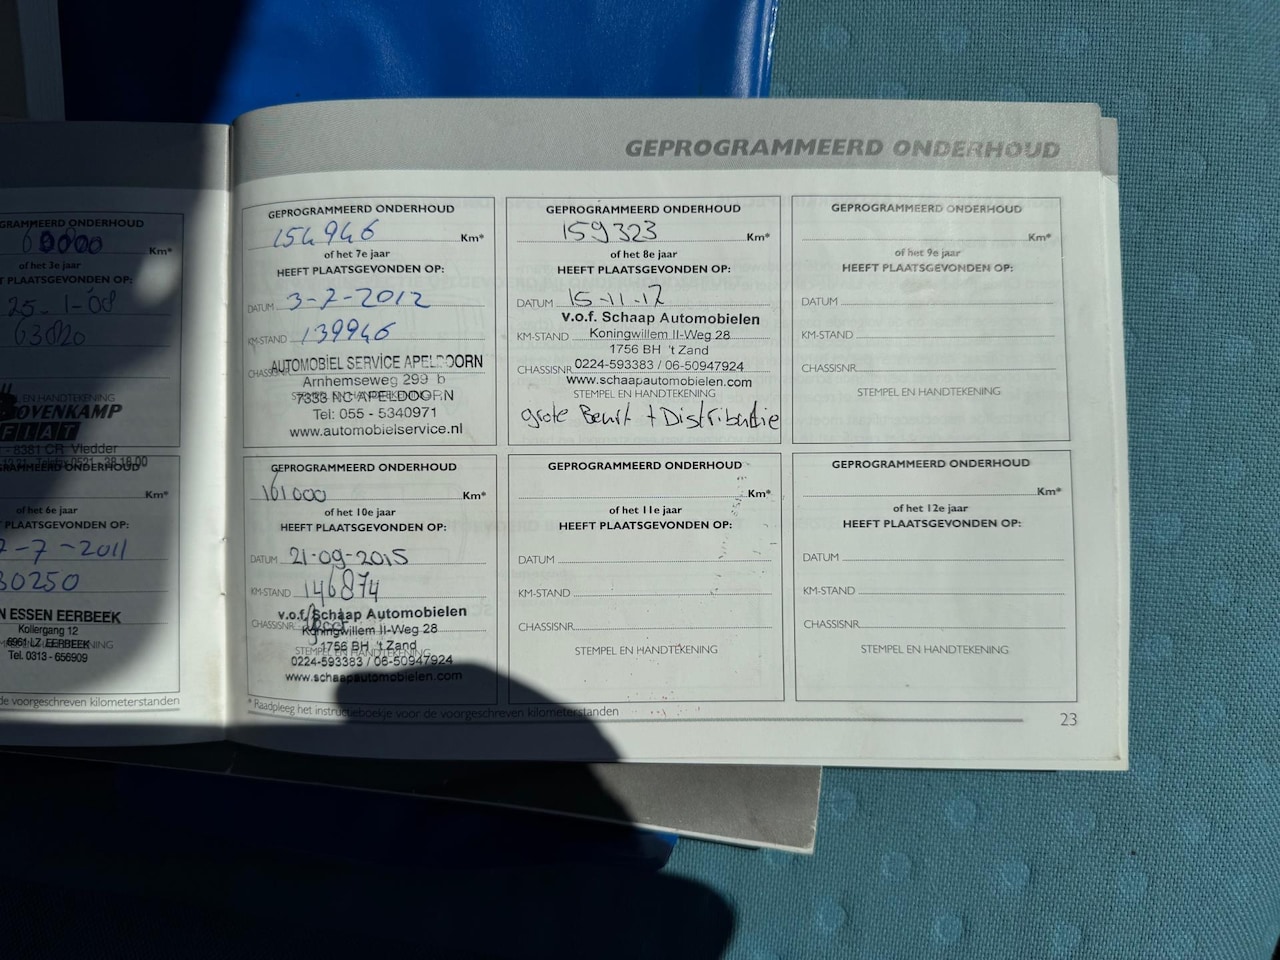 GEPROGRAMMEERD ONDERHOUD
GRAMMEERD ONDERHOUD
Km*
of het 3e jaar
T PLAATSGEVONDEN OP:
25-1-08
63020
EN HANDTEKENING
OVENKAMP
FIAT
8381 CR Vledder
GRAMMEERD ONDERHOUD
Km*
of het 6e jaar
T PLAATSGEVONDEN OP:
-7-2011
30250
N ESSEN EERBEEK
Kollergang 12
6961 LZ EERBEEK
Tel. 0313 - 656909
de voorgeschreven kilometerstanden
GEPROGRAMMEERD ONDERHOUD
154946 Km*
of het 7e jaar
HEEFT PLAATSGEVONDEN OP:
DATUM 3-7-2012
KM-STAND 139946
CHASSISNR
AUTOMOBIEL SERVICE APELDOORN
Arnhemseweg 299 b
7333 NC APELDOORN
Tel: 055 - 5340971
www.automobielservice.nl
GEPROGRAMMEERD ONDERHOUD
159323 Km*
of het 8e jaar
HEEFT PLAATSGEVONDEN OP:
DATUM 15-11-12
v.o.f. Schaap Automobielen
KM-STAND Koningwillem II-Weg 28
1756 BH 't Zand
CHASSISNR. 0224-593383 / 06-50947924
www.schaapautomobielen.com
STEMPEL EN HANDTEKENING
grote Beurt + Distributie
GEPROGRAMMEERD ONDERHOUD
Km*
of het 9e jaar
HEEFT PLAATSGEVONDEN OP:
DATUM
KM-STAND
CHASSISNR.
STEMPEL EN HANDTEKENING
GEPROGRAMMEERD ONDERHOUD
161000 Km*
of het 10e jaar
HEEFT PLAATSGEVONDEN OP:
DATUM 21-09-2015
KM-STAND 146874
v.o.f. Schaap Automobielen
CHASSISNR Koningwillem II-Weg 28
1756 BH 't Zand
STEMPEL EN HANDTEKENING
0224-593383 / 06-50947924
www.schaapautomobielen.com
GEPROGRAMMEERD ONDERHOUD
Km*
of het 11e jaar
HEEFT PLAATSGEVONDEN OP:
DATUM
KM-STAND
CHASSISNR.
STEMPEL EN HANDTEKENING
GEPROGRAMMEERD ONDERHOUD
Km*
of het 12e jaar
HEEFT PLAATSGEVONDEN OP:
DATUM
KM-STAND
CHASSISNR.
STEMPEL EN HANDTEKENING
* Raadpleeg het instructieboekje voor de voorgeschreven kilometerstanden
23